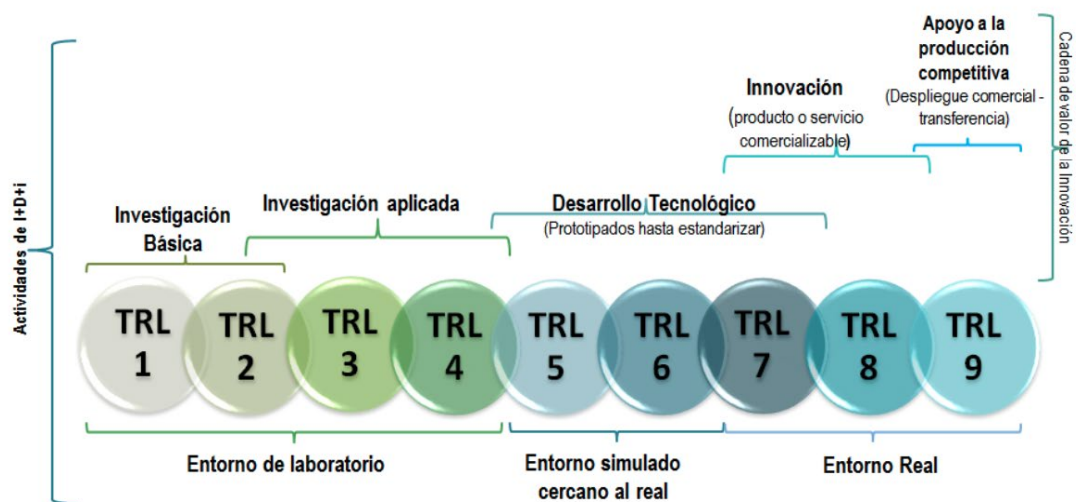 Apoyo a la
producción
competitiva
(Despliegue comercial -
transferencia)
Innovación
(producto o servicio
comercializable)
Cadena de valor de la Innovación
Actividades de I+D+i
Investigación
Básica
Investigación aplicada
Desarrollo Tecnológico
(Prototipados hasta estandarizar)
TRL
1
TRL
2
TRL
3
TRL
4
TRL
5
TRL
6
TRL
7
TRL
8
TRL
9
Entorno de laboratorio
Entorno simulado
cercano al real
Entorno Real